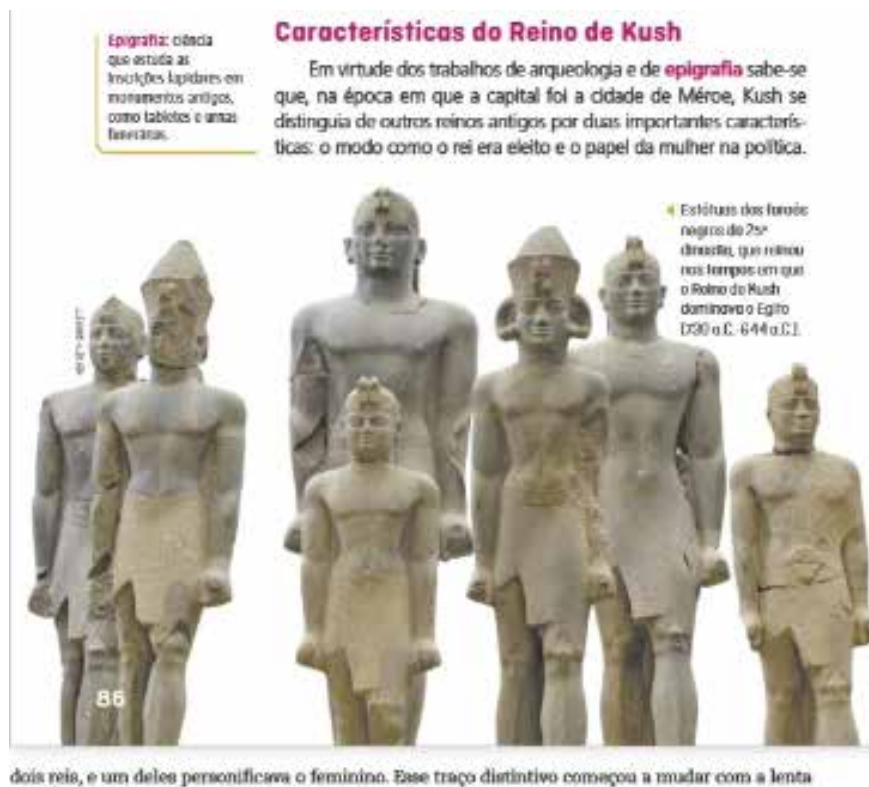 Características do Reino de Kush
Epigrafia: ciência
que estuda as
inscrições lapidares em
monumentos antigos,
como tabletes e urnas
funerárias.
Em virtude dos trabalhos de arqueologia e de epigrafia sabe-se
que, na época em que a capital foi a cidade de Méroe, Kush se
distinguia de outros reinos antigos por duas importantes caracterís-
ticas: o modo como o rei era eleito e o papel da mulher na política.
Estátuas dos faraós
negros da 25ª
dinastia, que reinou
nos tempos em que
o Reino de Kush
dominava o Egito
(730 a.C.-644 a.C.).
86
dois reis, e um deles personificava o feminino. Esse traço distintivo começou a mudar com a lenta